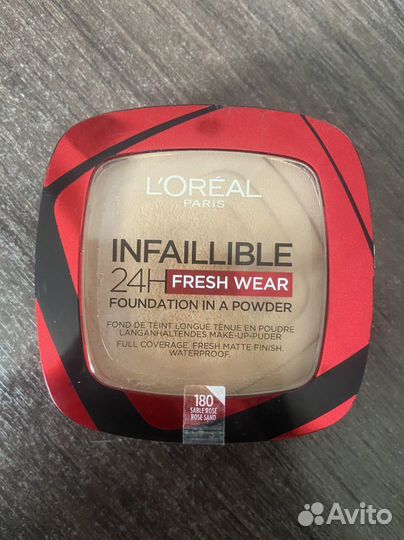 L'ORÉAL
PARIS
INFAILLIBLE
24H FRESH WEAR
FOUNDATION IN A POWDER
FOND DE TEINT LONGUE TENUE EN POUDRE
LANGANHALTENDES MAKE-UP-PUDER
FULL COVERAGE. FRESH MATTE FINISH.
WATERPROOF.
180
SABLE ROSÉ
ROSE SAND
Avito